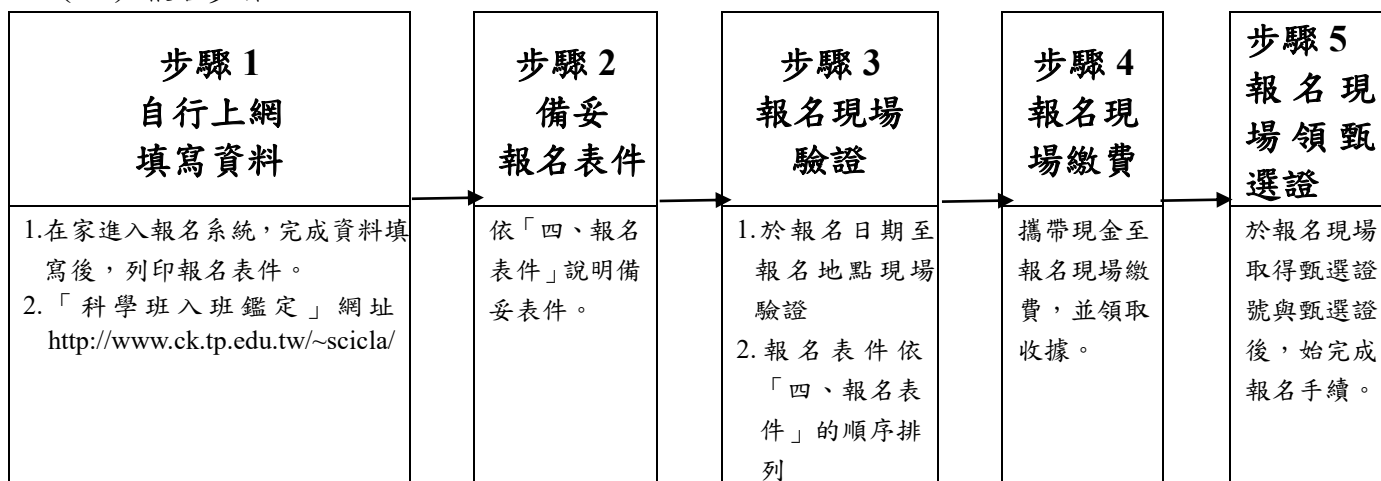 步驟 1
自行上網
填寫資料
1.在家進入報名系統，完成資料填
寫後，列印報名表件。
2.「科學班入班鑑定」網址
http://www.ck.tp.edu.tw/~scicla/
步驟 2
備妥
報名表件
依「四、報名
表件」說明備
妥表件。
步驟 3
報名現場
驗證
1.於報名日期至
報名地點現場
驗證
2.報名表件依
「四、報名表
件」的順序排
列
步驟 4
報名現
場繳費
攜帶現金至
報名現場繳
費，並領取
收據。
步驟 5
報名現
場領甄
選證
於報名現場
取得甄選證
號與甄選證
後，始完成
報名手續。